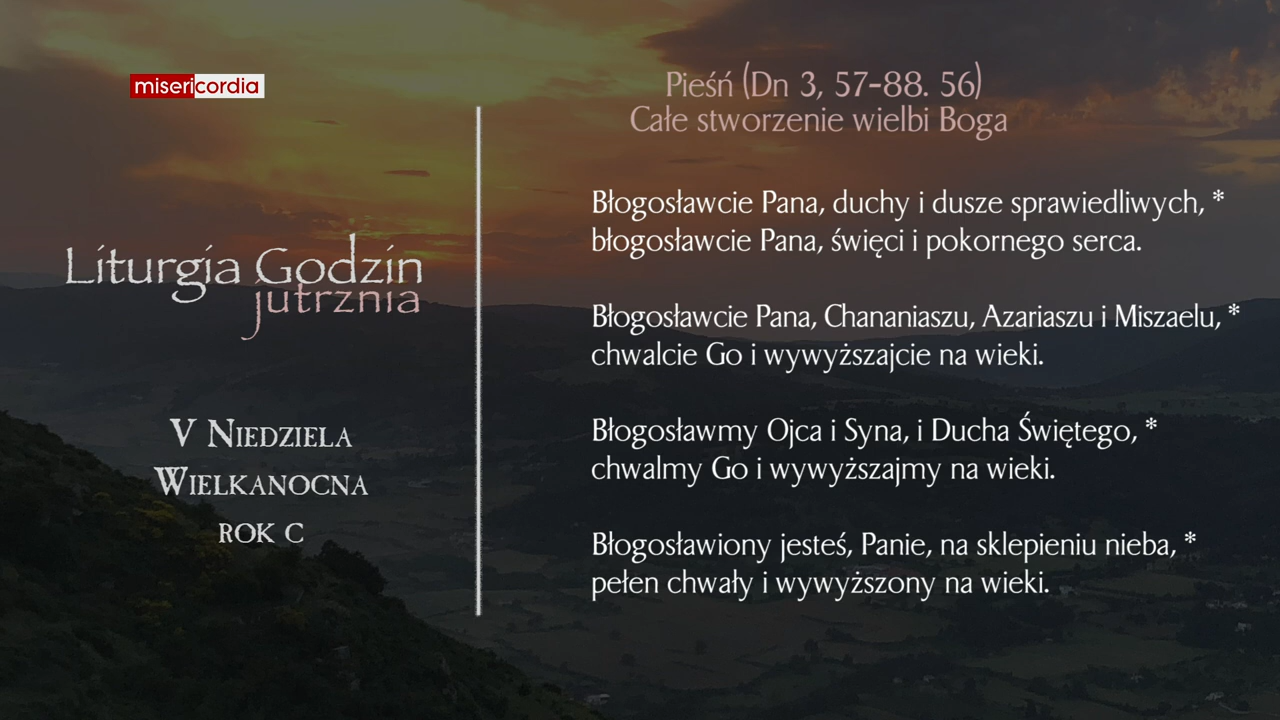 misericordia
Liturgia Godzin
jutrznia
V Niedziela
Wielkanocna
rok C
Pieśń (Dn 3, 57-88. 56)
Całe stworzenie wielbi Boga
Błogosławcie Pana, duchy i dusze sprawiedliwych, *
błogosławcie Pana, święci i pokornego serca.
Błogosławcie Pana, Chananiaszu, Azariaszu i Miszaelu, *
chwalcie Go i wywyższajcie na wieki.
Błogosławmy Ojca i Syna, i Ducha Świętego, *
chwalmy Go i wywyższajmy na wieki.
Błogosławiony jesteś, Panie, na sklepieniu nieba, *
pełen chwały i wywyższony na wieki.